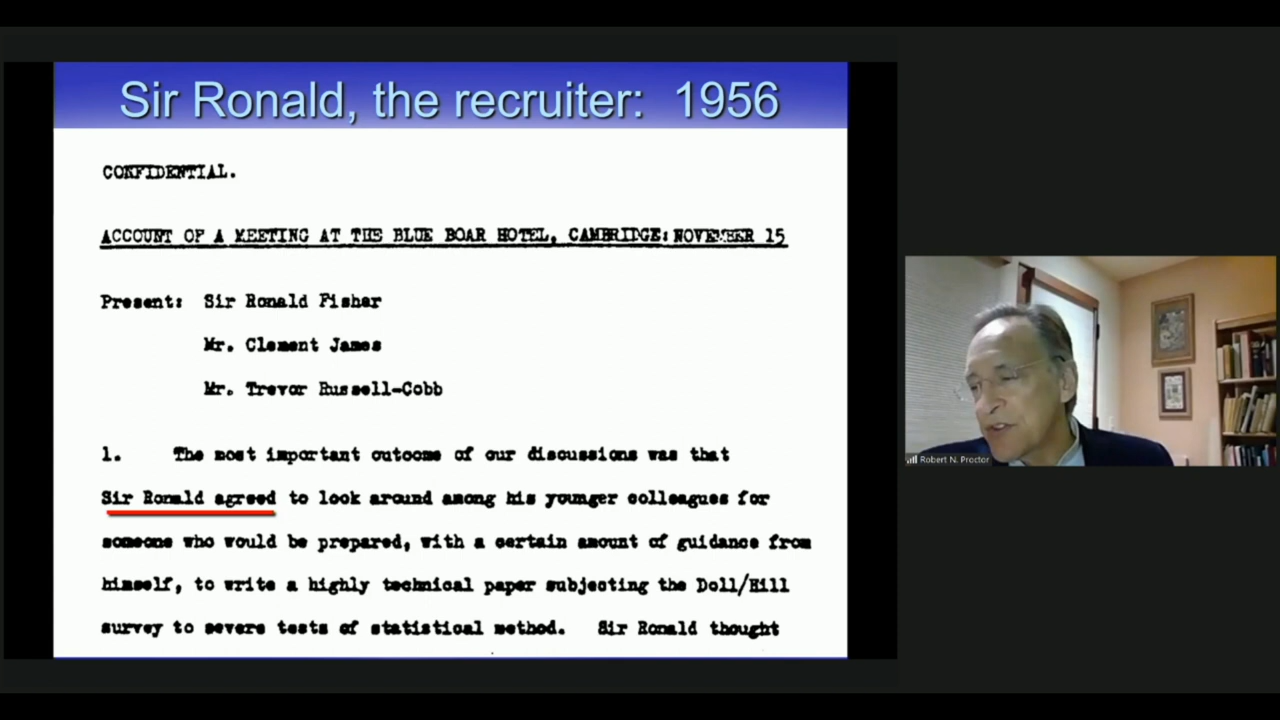 Sir Ronald, the recruiter: 1956
CONFIDENTIAL.
ACCOUNT OF A MEETING AT THE BLUE BOAR HOTEL, CAMBRIDGE: NOVEMBER 15
Present: Sir Ronald Fisher
Mr. Clement James
Mr. Trevor Russell-Cobb
1. The most important outcome of our discussions was that
Sir Ronald agreed to look around among his younger colleagues for
someone who would be prepared, with a certain amount of guidance from
himself, to write a highly technical paper subjecting the Doll/Hill
survey to severe tests of statistical method. Sir Ronald thought
Robert N. Proctor